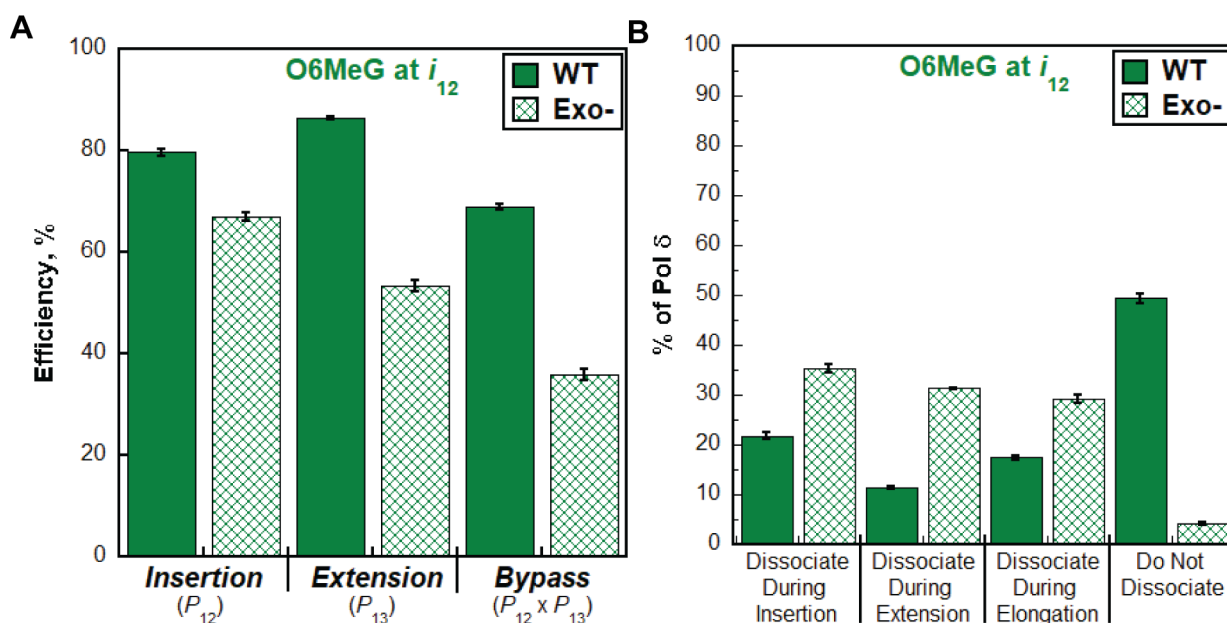 A
100
80
60
40
20
0
Efficiency, %
O6MeG at i12
WT
Exo-
Insertion
(P12)
Extension
(P13)
Bypass
(P12 x P13)
B
100
90
80
70
60
50
40
30
20
10
0
% of Pol δ
O6MeG at i12
WT
Exo-
Dissociate
During
Insertion
Dissociate
During
Extension
Dissociate
During
Elongation
Do Not
Dissociate